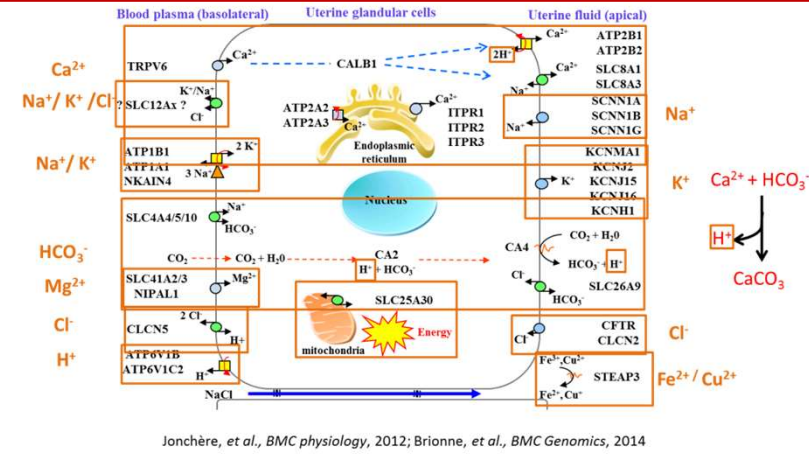 Blood plasma (basolateral)
Uterine glandular cells
Uterine fluid (apical)
Ca²⁺
TRPV6
Ca²⁺
CALB1
2H⁺
Ca²⁺
ATP2B1
ATP2B2
Ca²⁺
SLC8A1
SLC8A3
Na⁺
Na⁺/ K⁺ /Cl⁻
? SLC12Ax ?
K⁺/Na⁺
Cl⁻
ATP2A2
ATP2A3
Ca²⁺
Ca²⁺
ITPR1
ITPR2
ITPR3
Endoplasmic
reticulum
Na⁺
SCNN1A
SCNN1B
SCNN1G
Na⁺
Na⁺/ K⁺
ATP1B1
ATP1A1
NKAIN4
2 K⁺
3 Na⁺
Nucleus
K⁺
KCNMA1
KCNJ2
KCNJ15
KCNJ16
KCNH1
K⁺
Ca²⁺ + HCO₃⁻
H⁺
CaCO₃
SLC4A4/5/10
Na⁺
HCO₃⁻
HCO₃⁻
CO₂
CO₂ + H₂0
CA2
H⁺ + HCO₃⁻
CA4
CO₂ + H₂0
HCO₃⁻ + H⁺
Cl⁻
HCO₃⁻
SLC26A9
Mg²⁺
SLC41A2/3
NIPAL1
Mg²⁺
SLC25A30
Energy
mitochondria
Cl⁻
CLCN5
2 Cl⁻
H+
Cl⁻
CFTR
CLCN2
Cl⁻
H⁺
ATP6V1B
ATP6V1C2
H⁺
Fe³⁺,Cu²⁺
Fe²⁺,Cu⁺
STEAP3
Fe²⁺ / Cu²⁺
NaCl
Jonchère, et al., BMC physiology, 2012; Brionne, et al., BMC Genomics, 2014